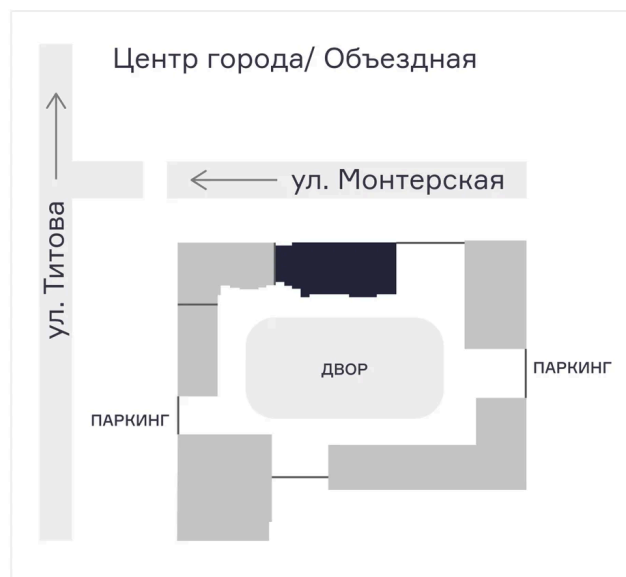 Центр города/ Объездная
ул. Монтерская
ул. Титова
ДВОР
ПАРКИНГ
ПАРКИНГ